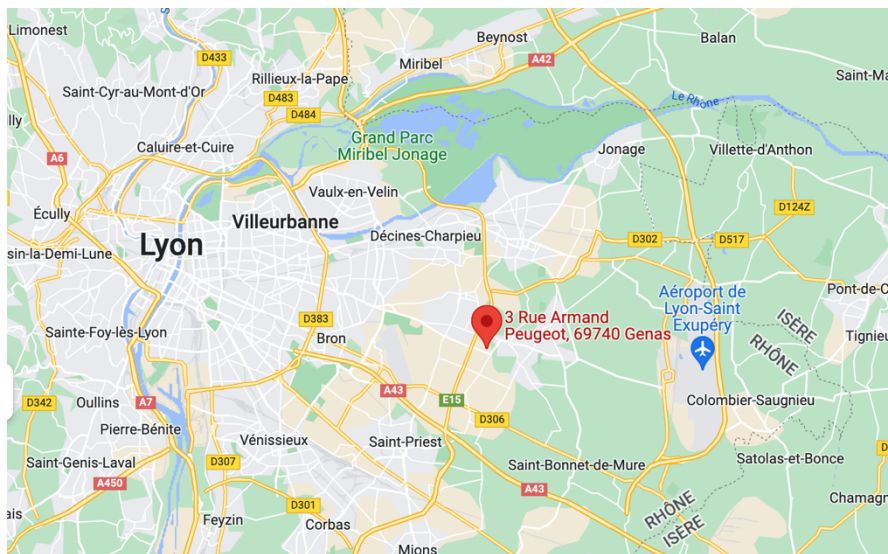 Limonest
Beynost
Balan
D433
Miribel
A42
Rillieux-la-Pape
Saint-Ma
Saint-Cyr-au-Mont-d'Or
D483
Le Rhône
D484
Grand Parc
Miribel Jonage
Caluire-et-Cuire
Jonage
Villette-d'Anthon
A6
Vaulx-en-Velin
Écully
Villeurbanne
D124Z
Lyon
Décines-Charpieu
D302
D517
sin-la-Demi-Lune
Aéroport de
Lyon-Saint
Exupéry
Pont-de-C
3 Rue Armand
Peugeot, 69740 Genas
D383
ISÈRE
RHÔNE
Sainte-Foy-lès-Lyon
Bron
Tignieu
A43
D342
Oullins
A7
E15
Colombier-Saugnieu
D306
Pierre-Bénite
Vénissieux
Saint-Priest
Saint-Genis-Laval
D307
Saint-Bonnet-de-Mure
Satolas-et-Bonce
A450
A43
Chamagn
D301
RHÔNE
ISÈRE
ais
Feyzin
Corbas
Mions